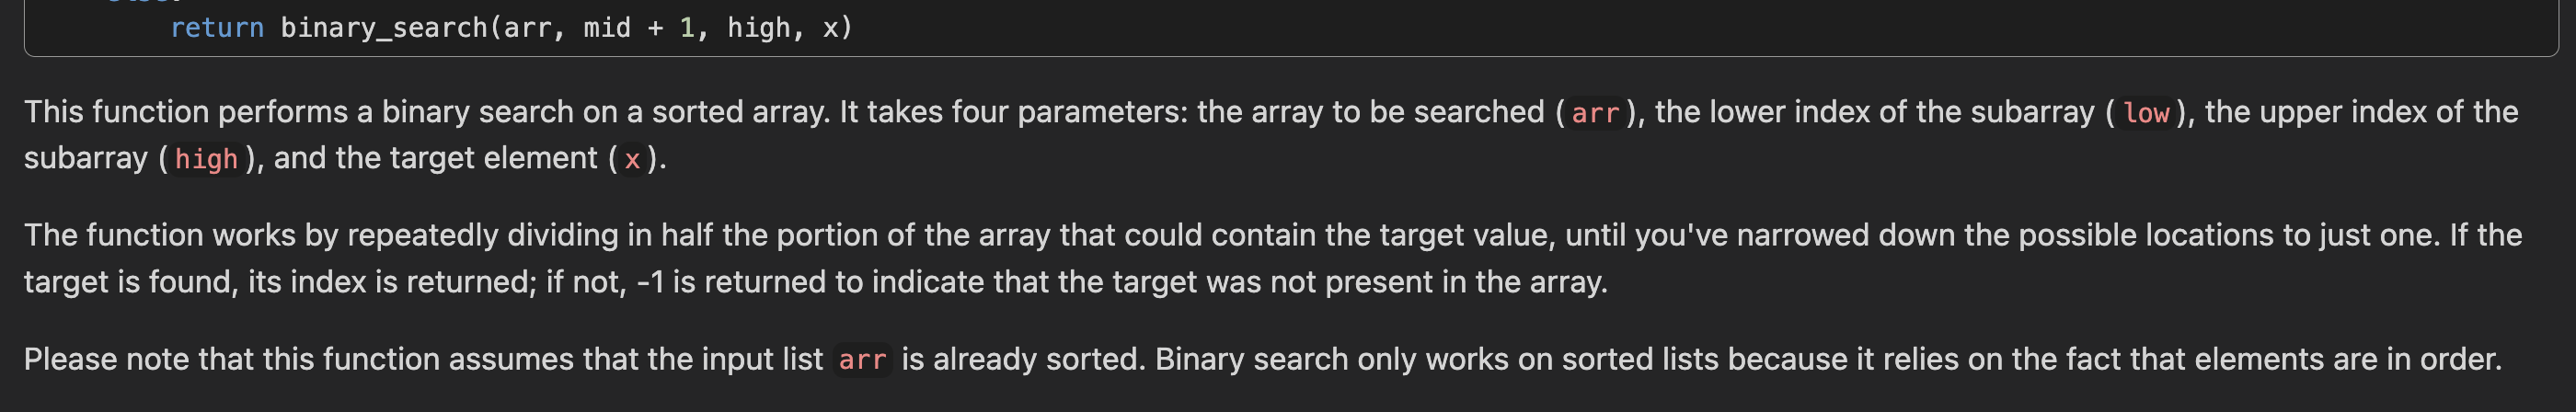 return binary_search(arr, mid + 1, high, x)
This function performs a binary search on a sorted array. It takes four parameters: the array to be searched ( arr ), the lower index of the subarray ( low ), the upper index of the
subarray ( high ), and the target element ( x ).
The function works by repeatedly dividing in half the portion of the array that could contain the target value, until you've narrowed down the possible locations to just one. If the
target is found, its index is returned; if not, -1 is returned to indicate that the target was not present in the array.
Please note that this function assumes that the input list arr is already sorted. Binary search only works on sorted lists because it relies on the fact that elements are in order.